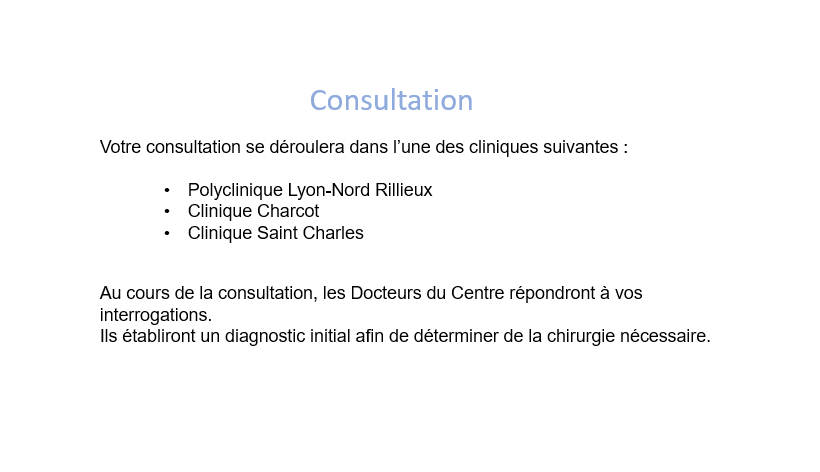 Consultation
Votre consultation se déroulera dans l’une des cliniques suivantes :
• Polyclinique Lyon-Nord Rillieux
• Clinique Charcot
• Clinique Saint Charles
Au cours de la consultation, les Docteurs du Centre répondront à vos
interrogations.
Ils établiront un diagnostic initial afin de déterminer de la chirurgie nécessaire.